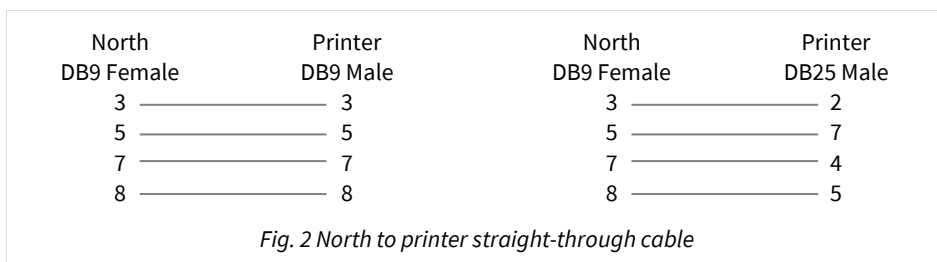 North Printer North Printer
DB9 Female DB9 Male DB9 Female DB25 Male
3 3 3 2
5 5 5 7
7 7 7 4
8 8 8 5
Fig. 2 North to printer straight-through cable